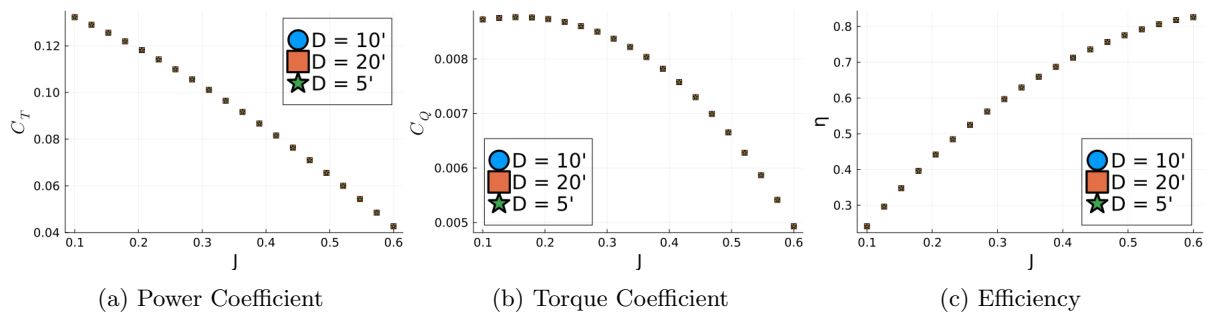 C_T
0.12
0.10
0.08
0.06
0.04
0.1 0.2 0.3 0.4 0.5 0.6
J
D = 10'
D = 20'
D = 5'
(a) Power Coefficient
C_Q
0.008
0.007
0.006
0.005
0.1 0.2 0.3 0.4 0.5 0.6
J
D = 10'
D = 20'
D = 5'
(b) Torque Coefficient
η
0.8
0.7
0.6
0.5
0.4
0.3
0.1 0.2 0.3 0.4 0.5 0.6
J
D = 10'
D = 20'
D = 5'
(c) Efficiency